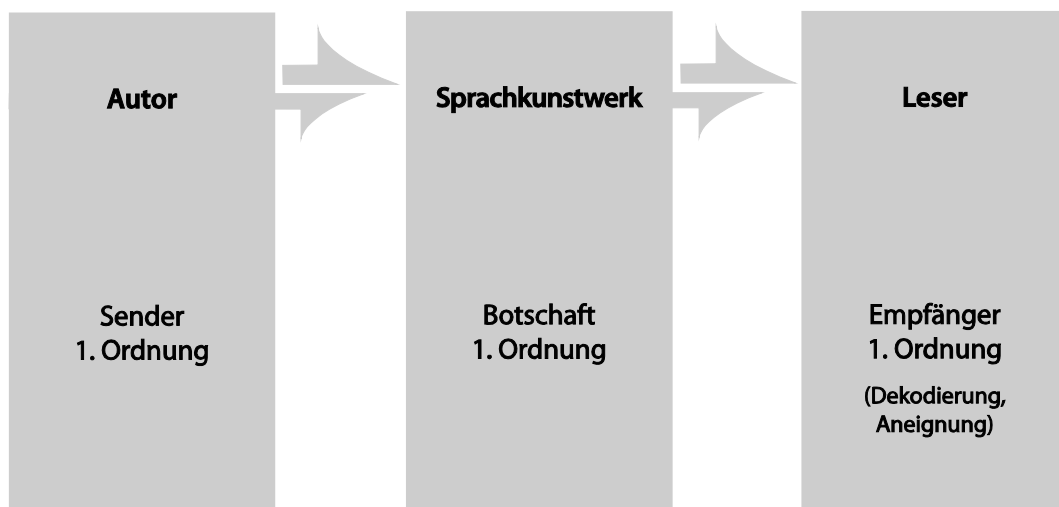 Autor
Sprachkunstwerk
Leser
Sender
1. Ordnung
Botschaft
1. Ordnung
Empfänger
1. Ordnung
(Dekodierung,
Aneignung)